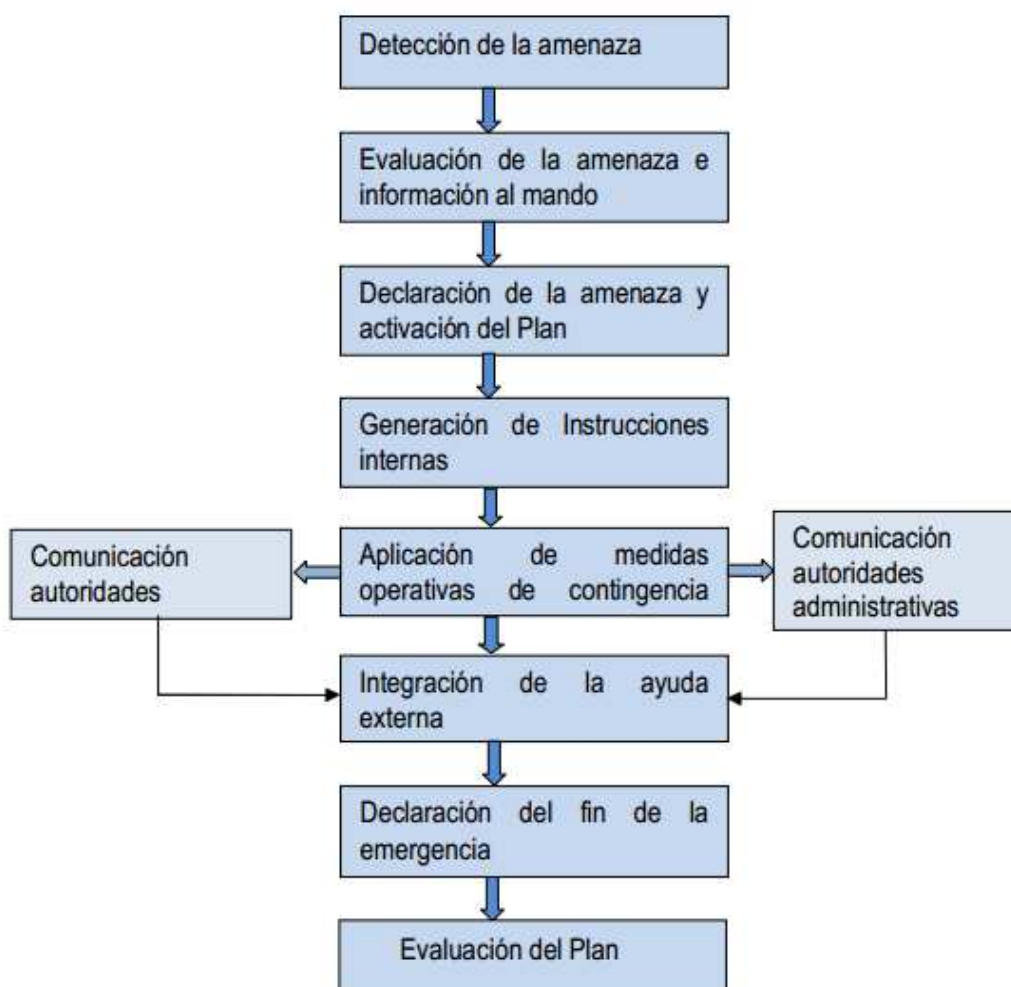 Detección de la amenaza
Evaluación de la amenaza e
información al mando
Declaración de la amenaza y
activación del Plan
Generación de Instrucciones
internas
Comunicación
autoridades
Aplicación de medidas
operativas de contingencia
Comunicación
autoridades
administrativas
Integración de la ayuda
externa
Declaración del fin de la
emergencia
Evaluación del Plan